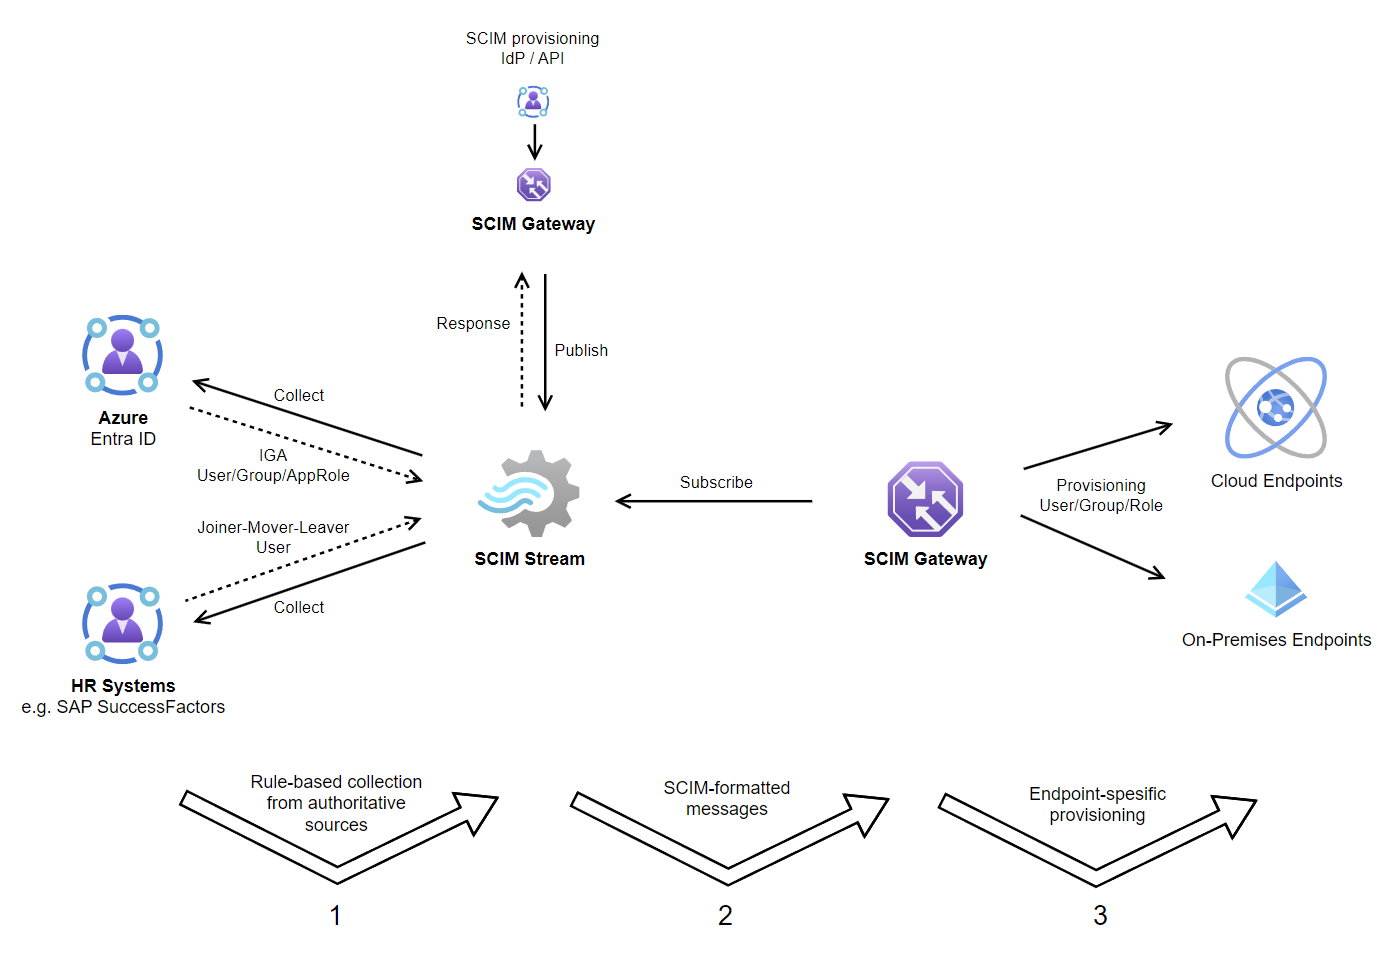 SCIM provisioning
IdP / API
SCIM Gateway
Response
Publish
Collect
Azure
Entra ID
IGA
User/Group/AppRole
Joiner-Mover-Leaver
User
Collect
HR Systems
e.g. SAP SuccessFactors
SCIM Stream
Subscribe
SCIM Gateway
Provisioning
User/Group/Role
Cloud Endpoints
On-Premises Endpoints
Rule-based collection
from authoritative
sources
1
SCIM-formatted
messages
2
Endpoint-spesific
provisioning
3